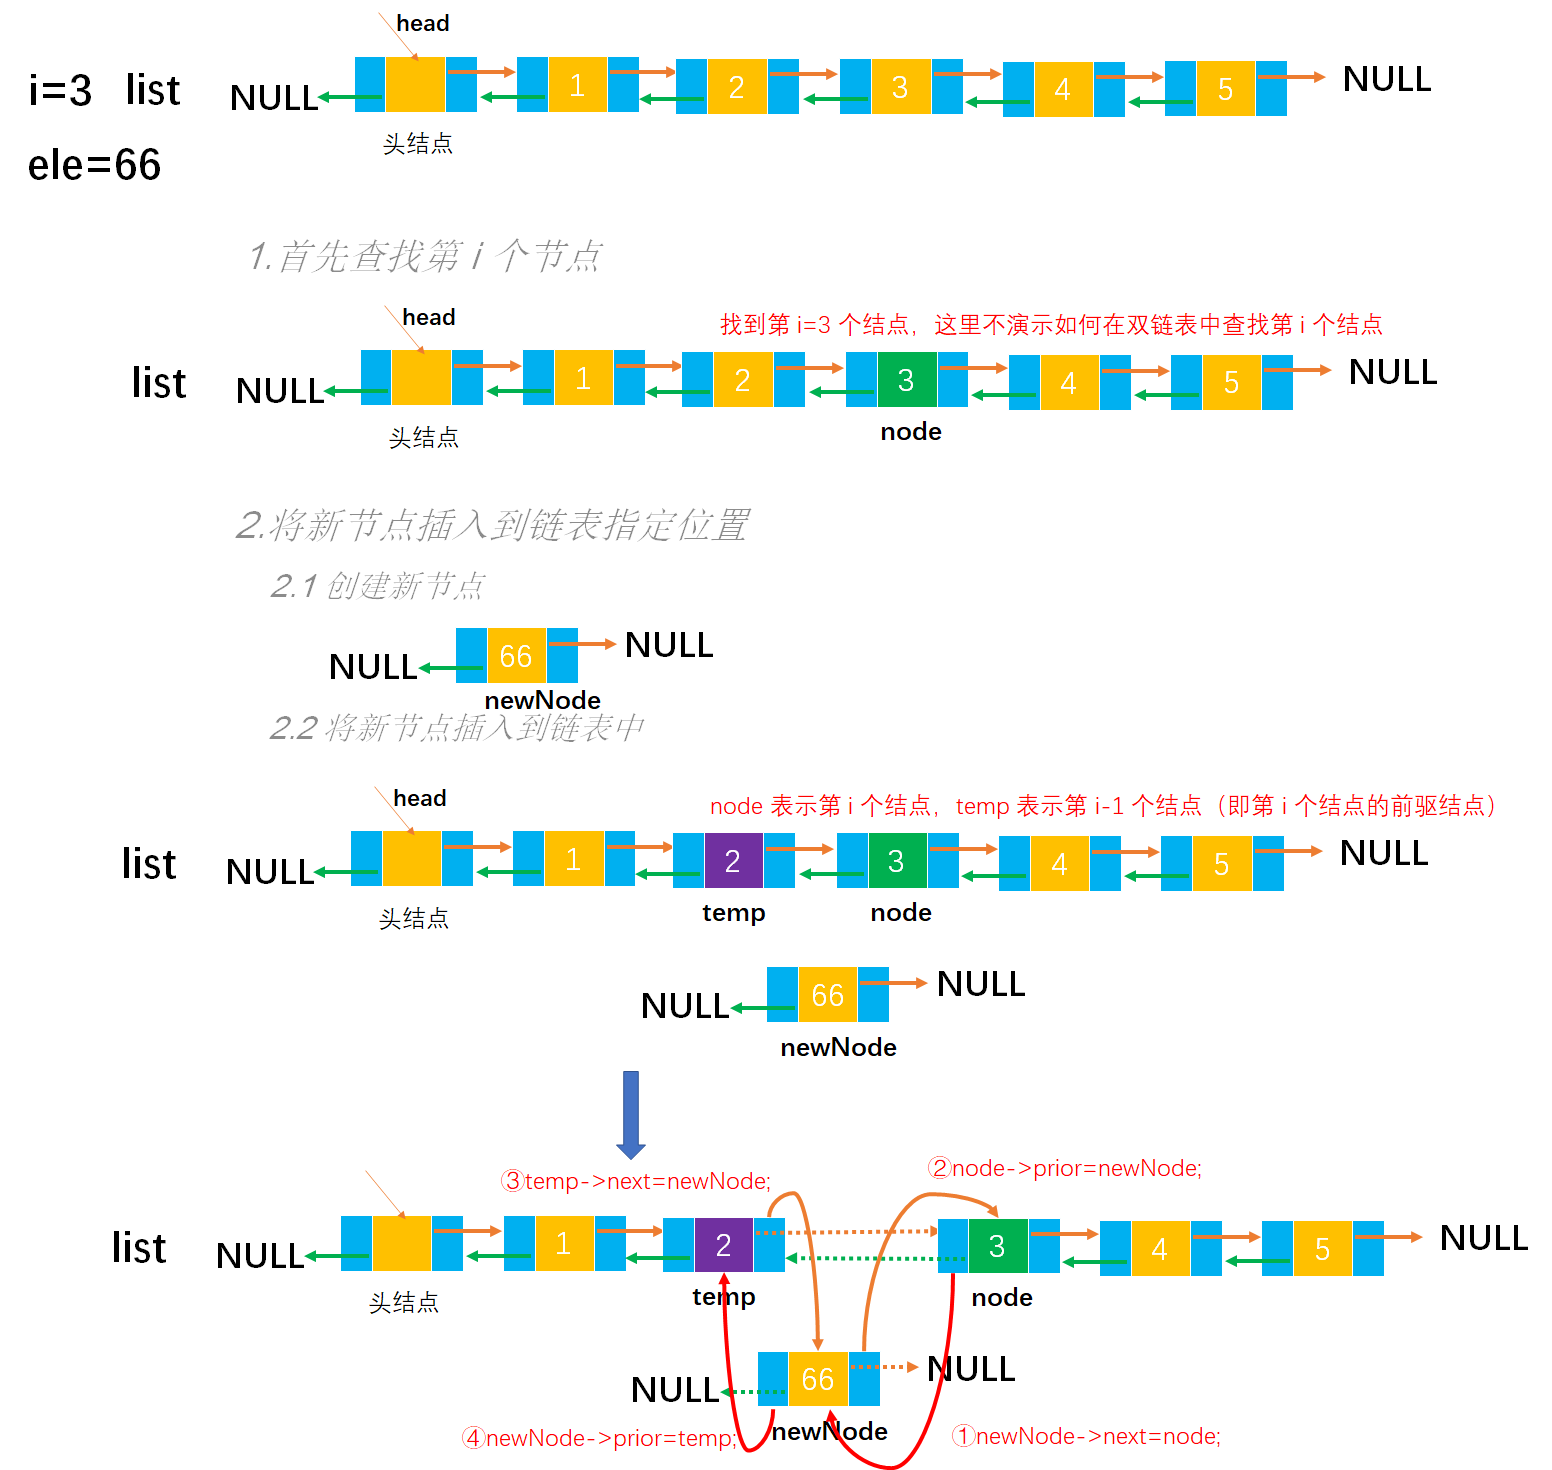 head
i=3 list NULL 1 2 3 4 5 NULL
头结点
ele=66
1.首先查找第 i 个节点
head
找到第 i=3 个结点，这里不演示如何在双链表中查找第 i 个结点
list NULL 1 2 3 4 5 NULL
头结点 node
2.将新节点插入到链表指定位置
2.1 创建新节点
NULL 66 NULL
newNode
2.2 将新节点插入到链表中
head
node 表示第 i 个结点，temp 表示第 i-1 个结点（即第 i 个结点的前驱结点）
list NULL 1 2 3 4 5 NULL
头结点 temp node
NULL 66 NULL
newNode
③temp->next=newNode; ②node->prior=newNode;
list NULL 1 2 3 4 5 NULL
头结点 temp node
NULL 66 NULL
newNode
④newNode->prior=temp; ①newNode->next=node;